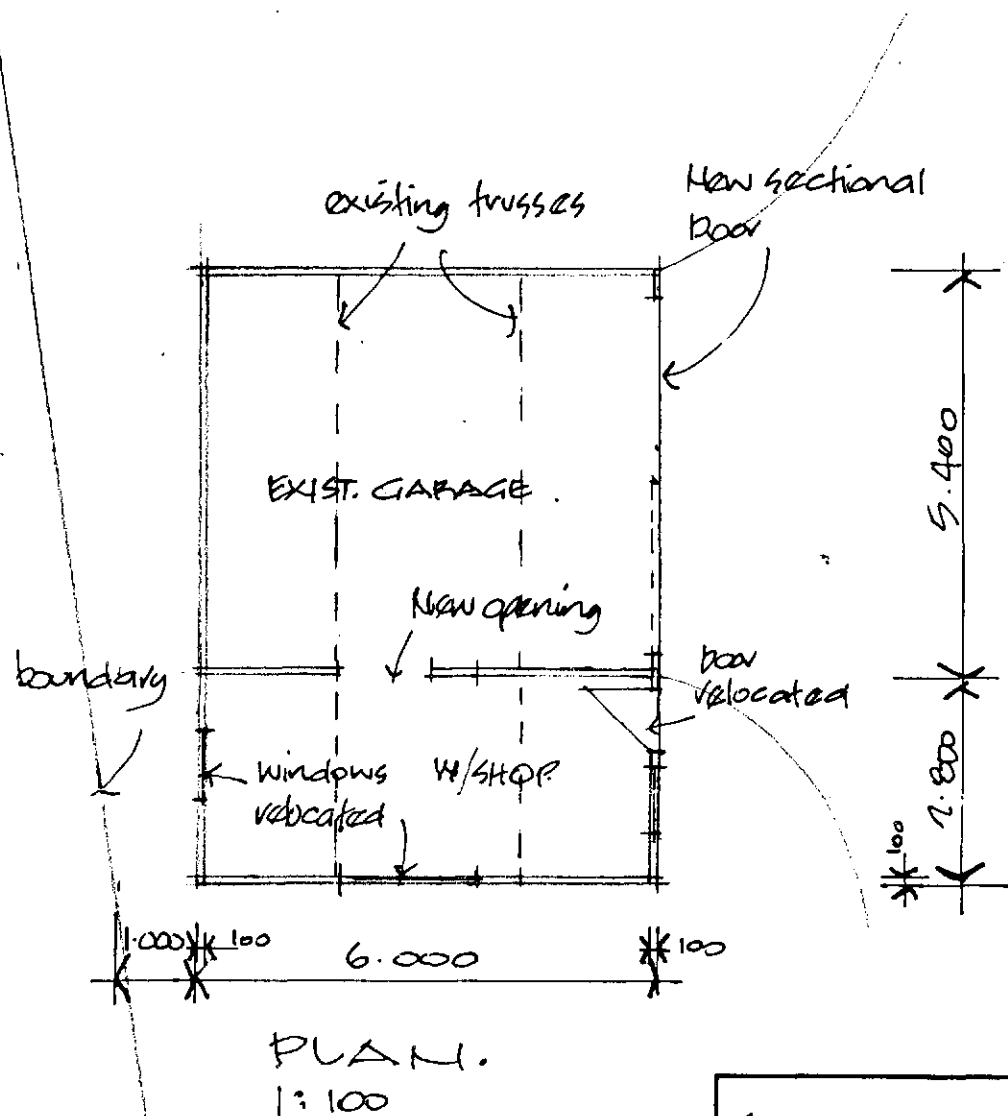 existing trusses
New sectional
Door
EXIST. GARAGE.
5.400
New opening
boundary
Door
relocated
windows
relocated
W/SHOP.
2.800
100
1.000
100
6.000
100
PLAN.
1:100